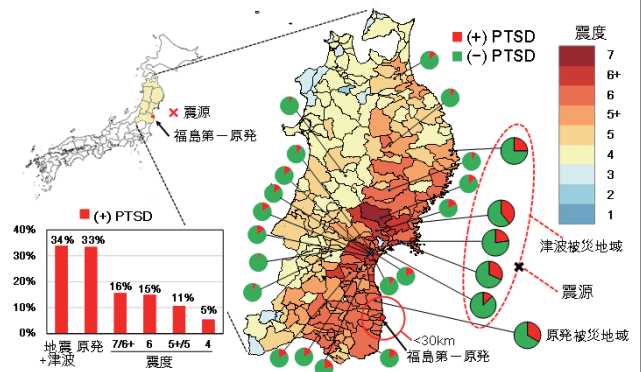 × 震源
福島第一原発
(+) PTSD
(−) PTSD
震度
7
6+
6
5+
5
4
3
2
1
津波被災地域
震源
原発被災地域
<30km
福島第一原発
(+) PTSD
40%
30%
20%
10%
0%
34%
33%
16%
15%
11%
5%
地震+津波
原発
7/6+
6
5+/5
4
震度